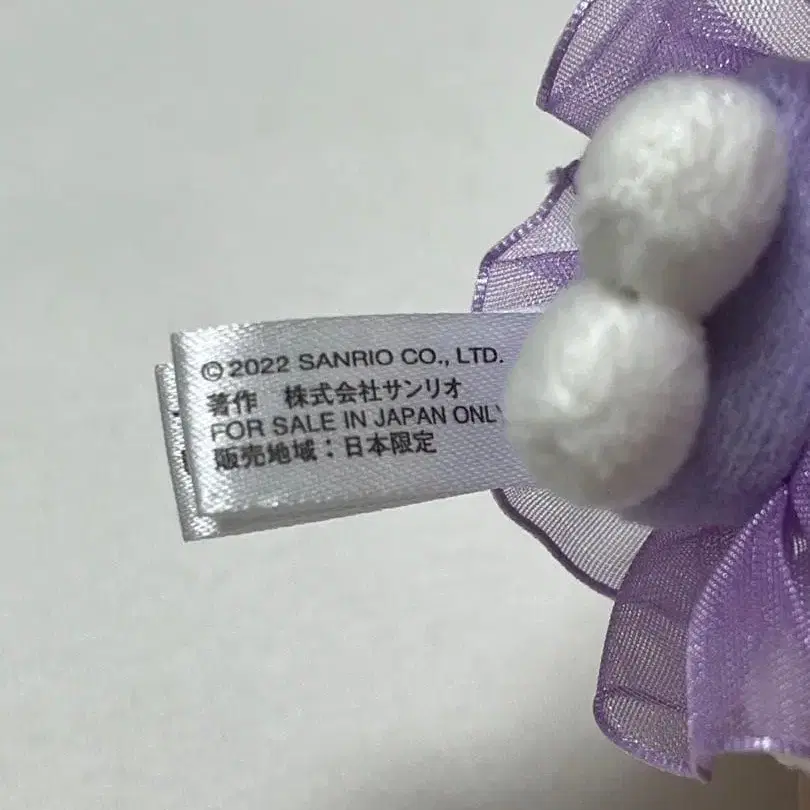 © 2022 SANRIO CO., LTD.
著作 株式会社サンリオ
FOR SALE IN JAPAN ONLY
販売地域：日本限定